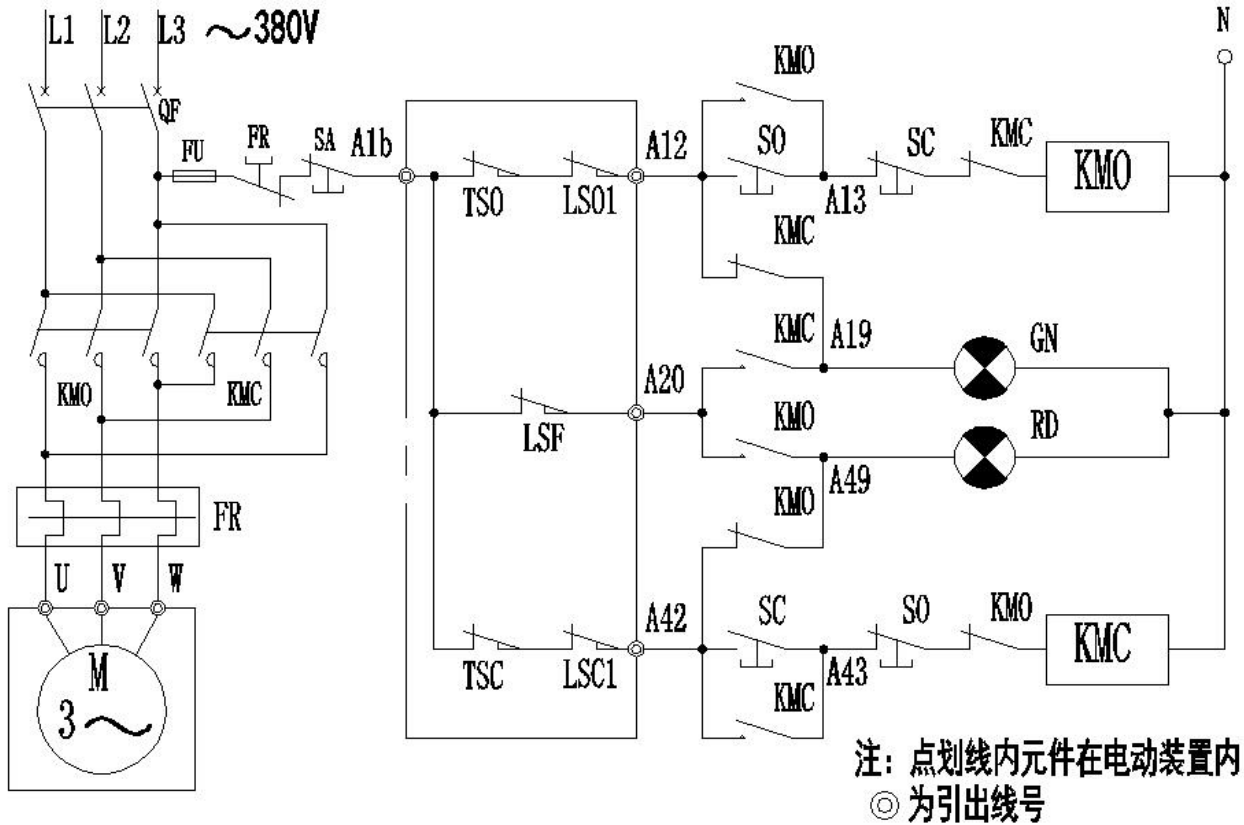 L1 L2 L3 ～380V
N
KMO
QF
FU FR SA A1b
A12 SO SC KMC KMO
TSO LSO1
A13
KMC
KMC A19 GN
A20
KMO KMC
LSF KMO RD
A49
KMO
FR
U V W
A42 SC SO KMO KMC
TSC LSC1
A43
M
3～
KMC
注：点划线内元件在电动装置内
◎为引出线号